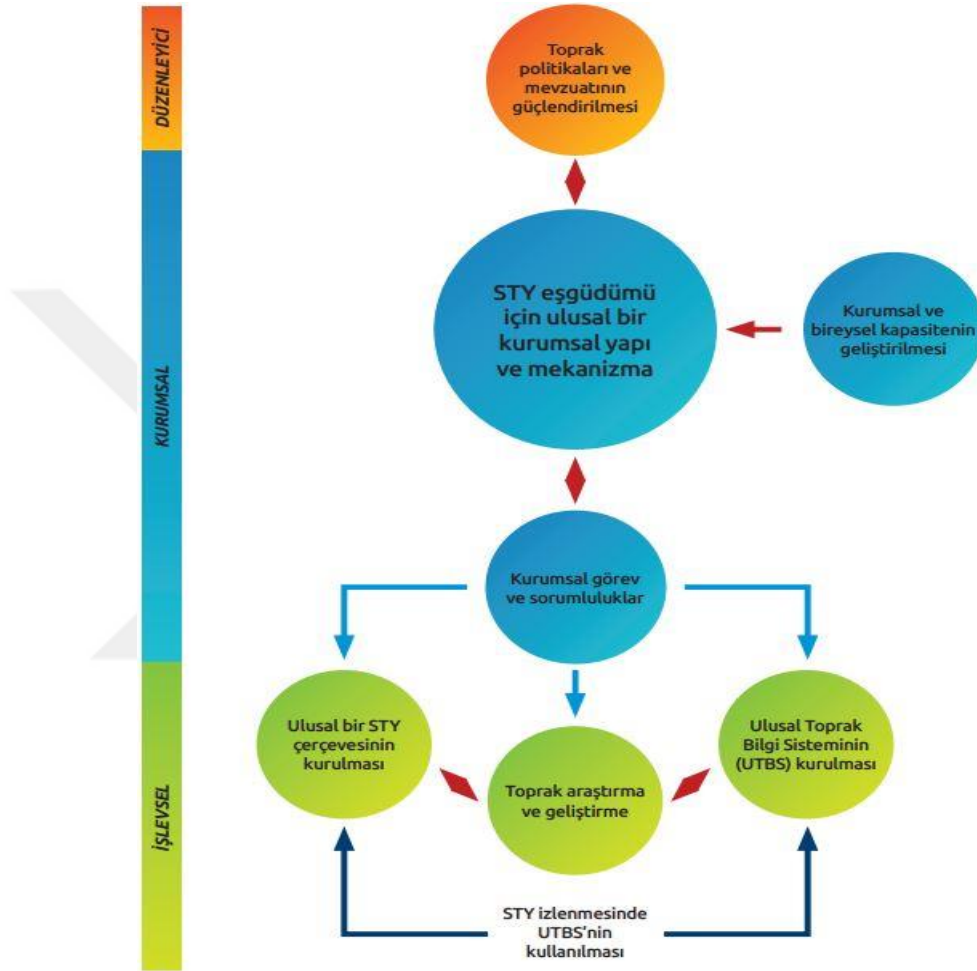 DÜZENLEYİCİ
Toprak
politikaları ve
mevzuatının
güçlendirilmesi
KURUMSAL
STY eşgüdümü
için ulusal bir
kurumsal yapı
ve mekanizma
Kurumsal ve
bireysel kapasitenin
geliştirilmesi
Kurumsal görev
ve sorumluluklar
İŞLEVSEL
Ulusal bir STY
çerçevesinin
kurulması
Toprak araştırma
ve geliştirme
Ulusal Toprak
Bilgi Sisteminin
(UTBS) kurulması
STY izlenmesinde
UTBS'nin
kullanılması